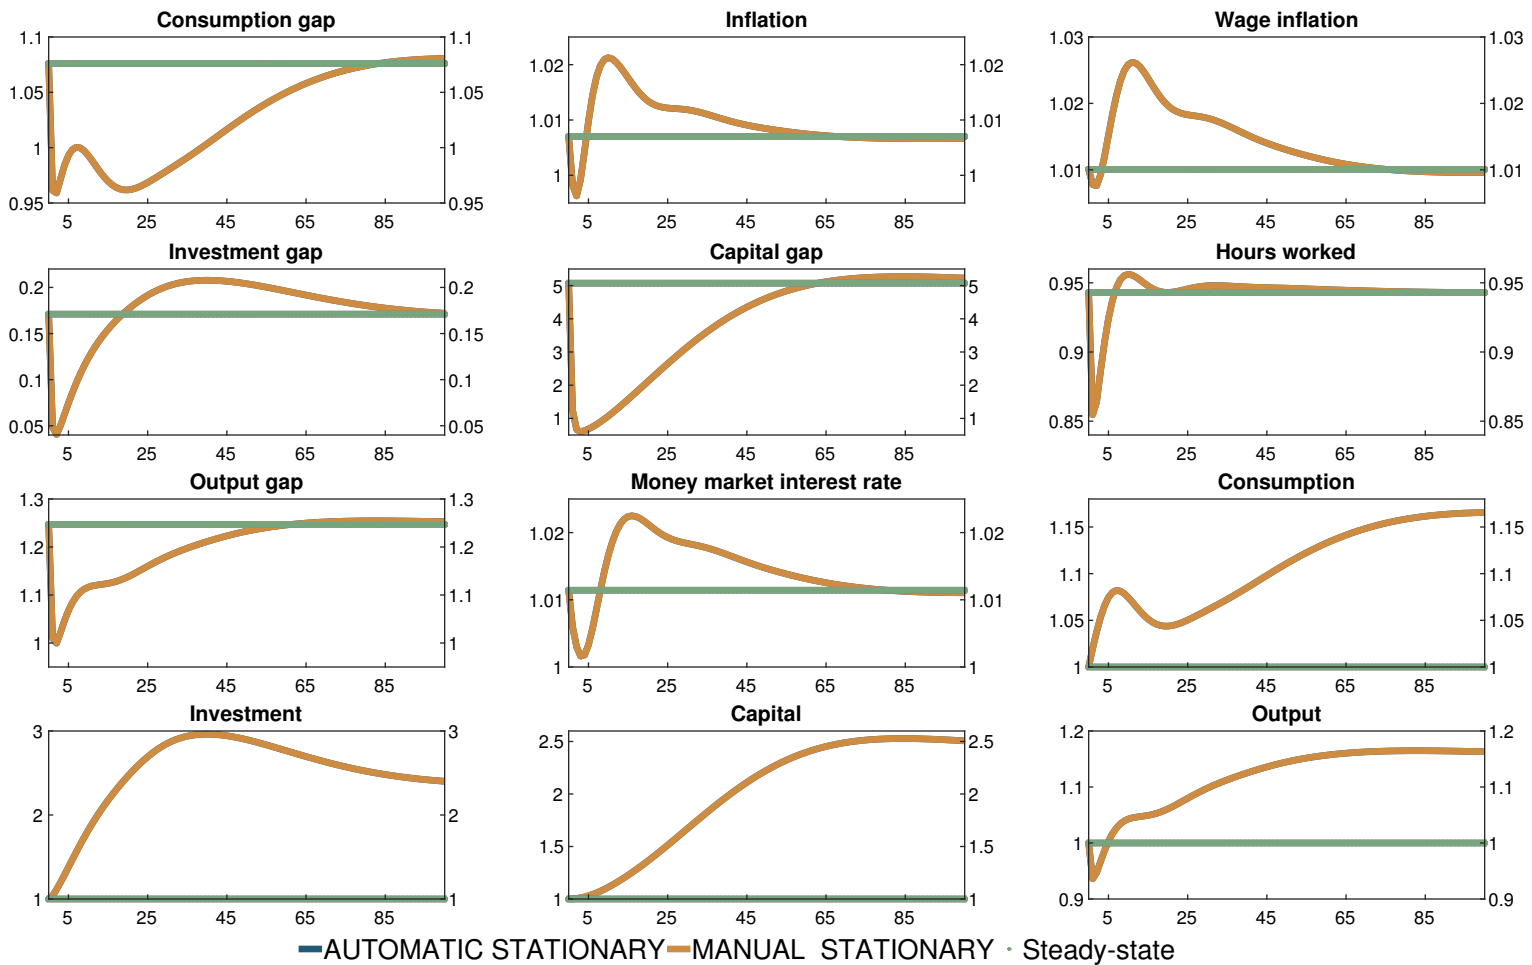 Consumption gap
1.1 1.1
1.05 1.05
1 1
0.95 0.95
5 25 45 65 85
Inflation
1.02 1.02
1.01 1.01
1 1
5 25 45 65 85
Wage inflation
1.03 1.03
1.02 1.02
1.01 1.01
5 25 45 65 85
Investment gap
0.2 0.2
0.15 0.15
0.1 0.1
0.05 0.05
5 25 45 65 85
Capital gap
5 5
4 4
3 3
2 2
1 1
5 25 45 65 85
Hours worked
0.95 0.95
0.9 0.9
0.85 0.85
5 25 45 65 85
Output gap
1.3 1.3
1.2 1.2
1.1 1.1
1 1
5 25 45 65 85
Money market interest rate
1.02 1.02
1.01 1.01
1 1
5 25 45 65 85
Consumption
1.15 1.15
1.1 1.1
1.05 1.05
1 1
5 25 45 65 85
Investment
3 3
2 2
1 1
5 25 45 65 85
Capital
2.5 2.5
2 2
1.5 1.5
1 1
5 25 45 65 85
Output
1.2 1.2
1.1 1.1
1 1
0.9 0.9
5 25 45 65 85
AUTOMATIC STATIONARY MANUAL STATIONARY Steady-state